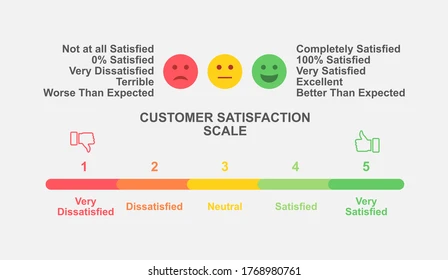 Not at all Satisfied
0% Satisfied
Very Dissatisfied
Terrible
Worse Than Expected
Completely Satisfied
100% Satisfied
Very Satisfied
Excellent
Better Than Expected
CUSTOMER SATISFACTION
SCALE
1 2 3 4 5
Very
Dissatisfied
Dissatisfied
Neutral
Satisfied
Very
Satisfied
shutterstock.com · 1768980761